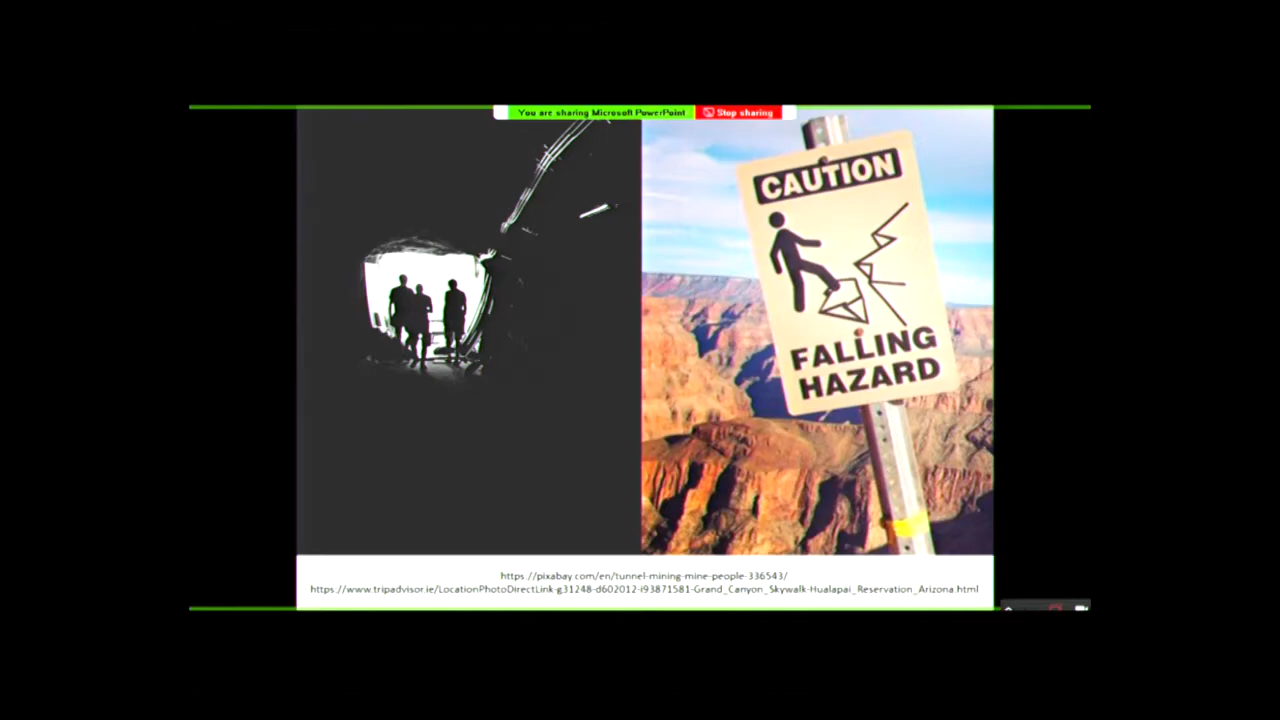 You are sharing Microsoft PowerPoint Stop sharing
CAUTION
FALLING
HAZARD
https://pixabay.com/en/tunnel-mining-mine-people-336543/
https://www.tripadvisor.ie/LocationPhotoDirectLink-g31248-d602012-i93871581-Grand_Canyon_Skywalk-Hualapai_Reservation_Arizona.html